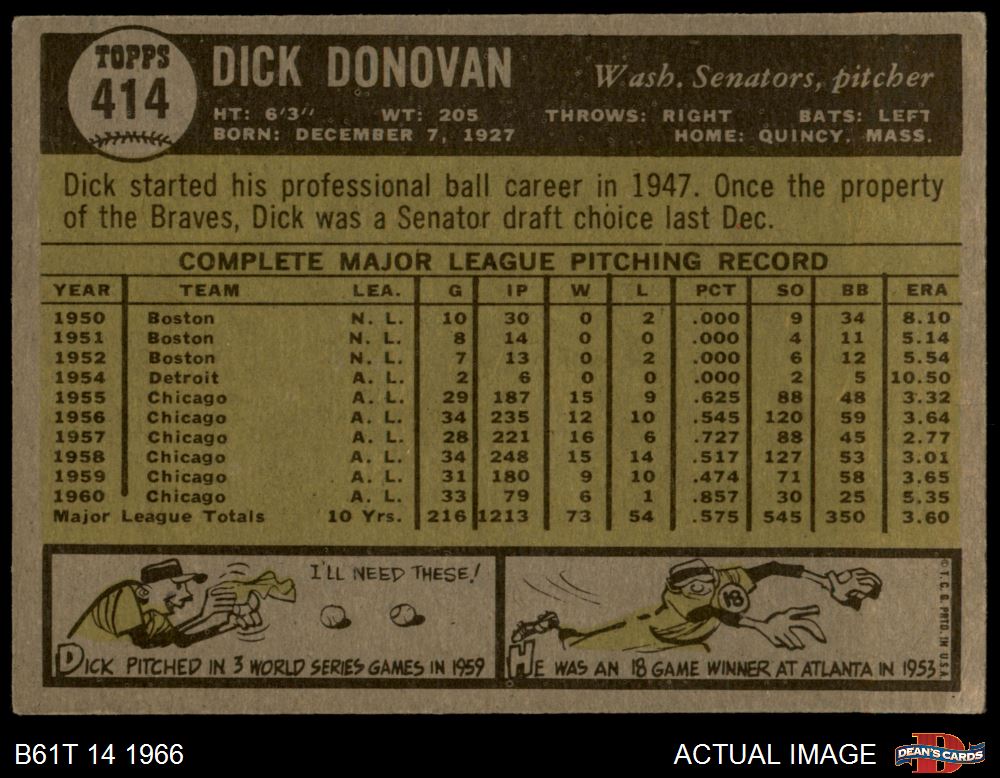 TOPPS
414
DICK DONOVAN
Wash. Senators, pitcher
HT: 6'3" WT: 205 THROWS: RIGHT BATS: LEFT
BORN: DECEMBER 7, 1927 HOME: QUINCY, MASS.
Dick started his professional ball career in 1947. Once the property
of the Braves, Dick was a Senator draft choice last Dec.
COMPLETE MAJOR LEAGUE PITCHING RECORD
YEAR TEAM LEA. G IP W L PCT SO BB ERA
1950 Boston N. L. 10 30 0 2 .000 9 34 8.10
1951 Boston N. L. 8 14 0 0 .000 4 11 5.14
1952 Boston N. L. 7 13 0 2 .000 6 12 5.54
1954 Detroit A. L. 2 6 0 0 .000 2 5 10.50
1955 Chicago A. L. 29 187 15 9 .625 88 48 3.32
1956 Chicago A. L. 34 235 12 10 .545 120 59 3.64
1957 Chicago A. L. 28 221 16 6 .727 88 45 2.77
1958 Chicago A. L. 34 248 15 14 .517 127 53 3.01
1959 Chicago A. L. 31 180 9 10 .474 71 58 3.65
1960 Chicago A. L. 33 79 6 1 .857 30 25 5.35
Major League Totals 10 Yrs. 216 1213 73 54 .575 545 350 3.60
I'LL NEED THESE!
DICK PITCHED IN 3 WORLD SERIES GAMES IN 1959
18
HE WAS AN 18 GAME WINNER AT ATLANTA IN 1953
© T. C. G. PRTD. IN U.S.A.
B61T 14 1966
ACTUAL IMAGE
D
DEAN'S CARDS